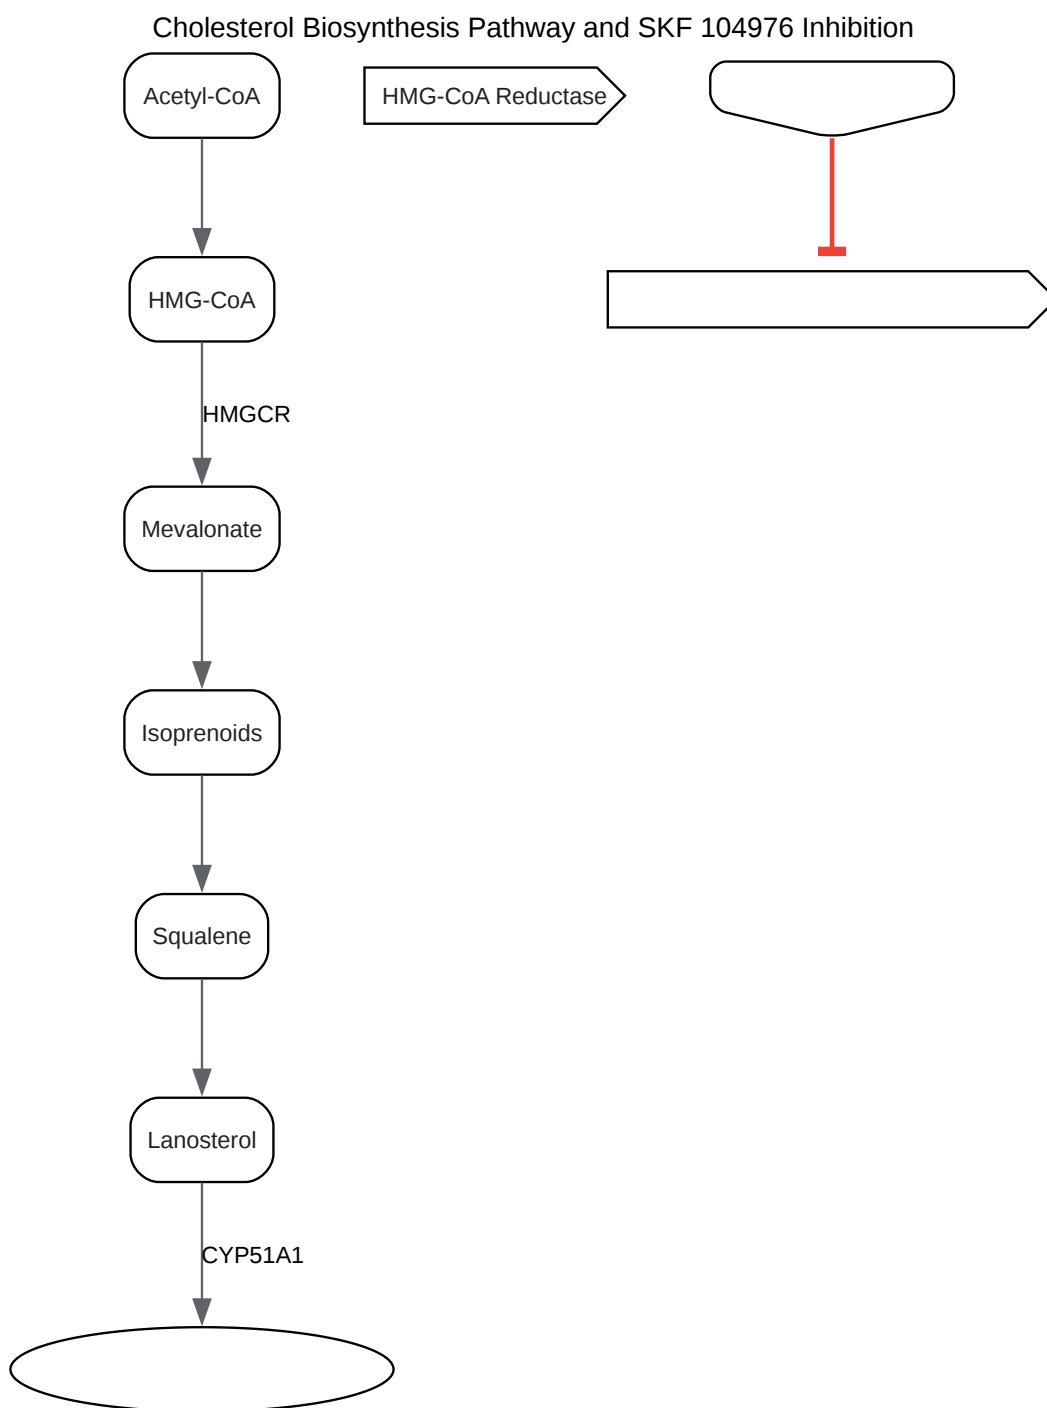 Cholesterol Biosynthesis Pathway and SKF 104976 Inhibition
Acetyl-CoA
HMG-CoA Reductase
HMG-CoA
HMGCR
Mevalonate
Isoprenoids
Squalene
Lanosterol
CYP51A1